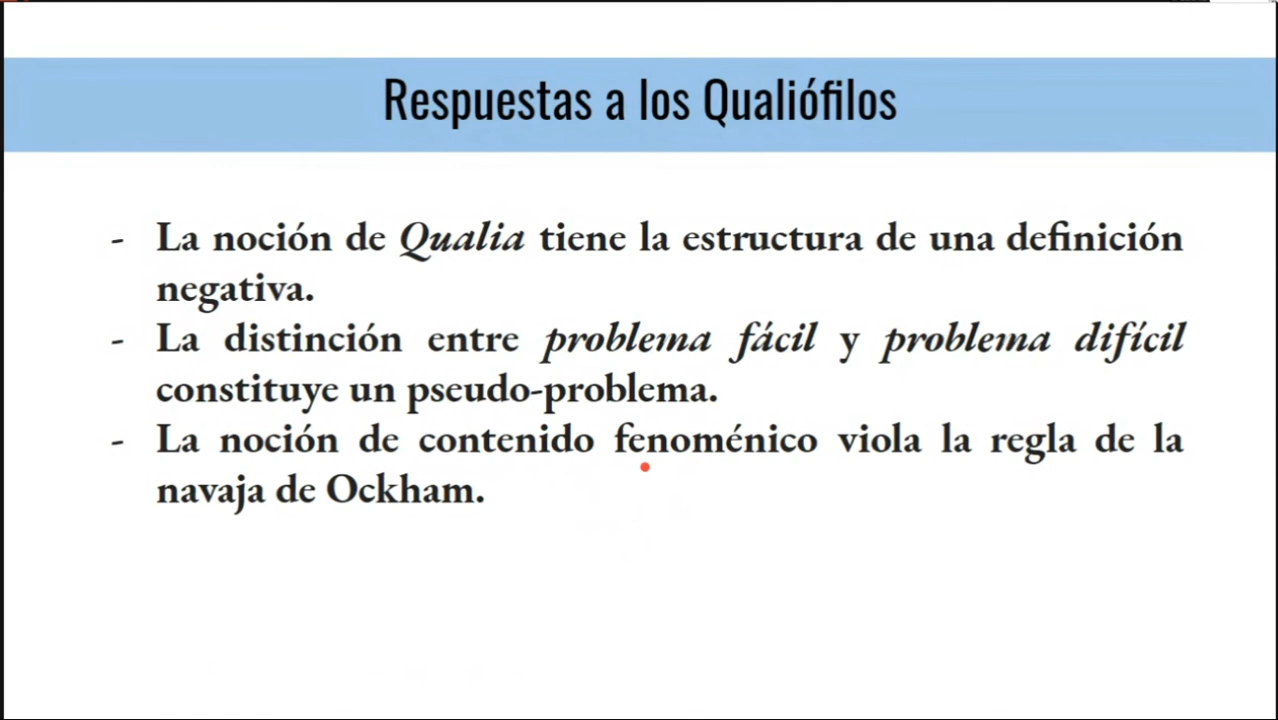 Respuestas a los Qualiófilos
- La noción de Qualia tiene la estructura de una definición
negativa.
- La distinción entre problema fácil y problema difícil
constituye un pseudo-problema.
- La noción de contenido fenoménico viola la regla de la
navaja de Ockham.